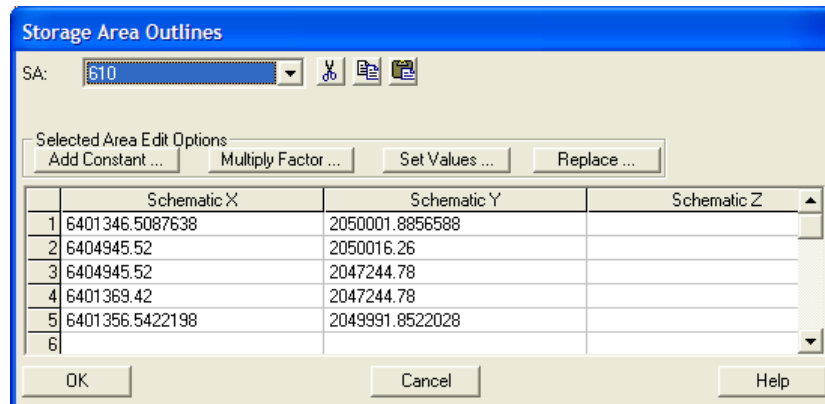 Storage Area Outlines
SA: 610
Selected Area Edit Options
Add Constant ... Multiply Factor ... Set Values ... Replace ...
Schematic X Schematic Y Schematic Z
1 6401346.5087638 2050001.8856588
2 6404945.52 2050016.26
3 6404945.52 2047244.78
4 6401369.42 2047244.78
5 6401356.5422198 2049991.8522028
6
OK Cancel Help